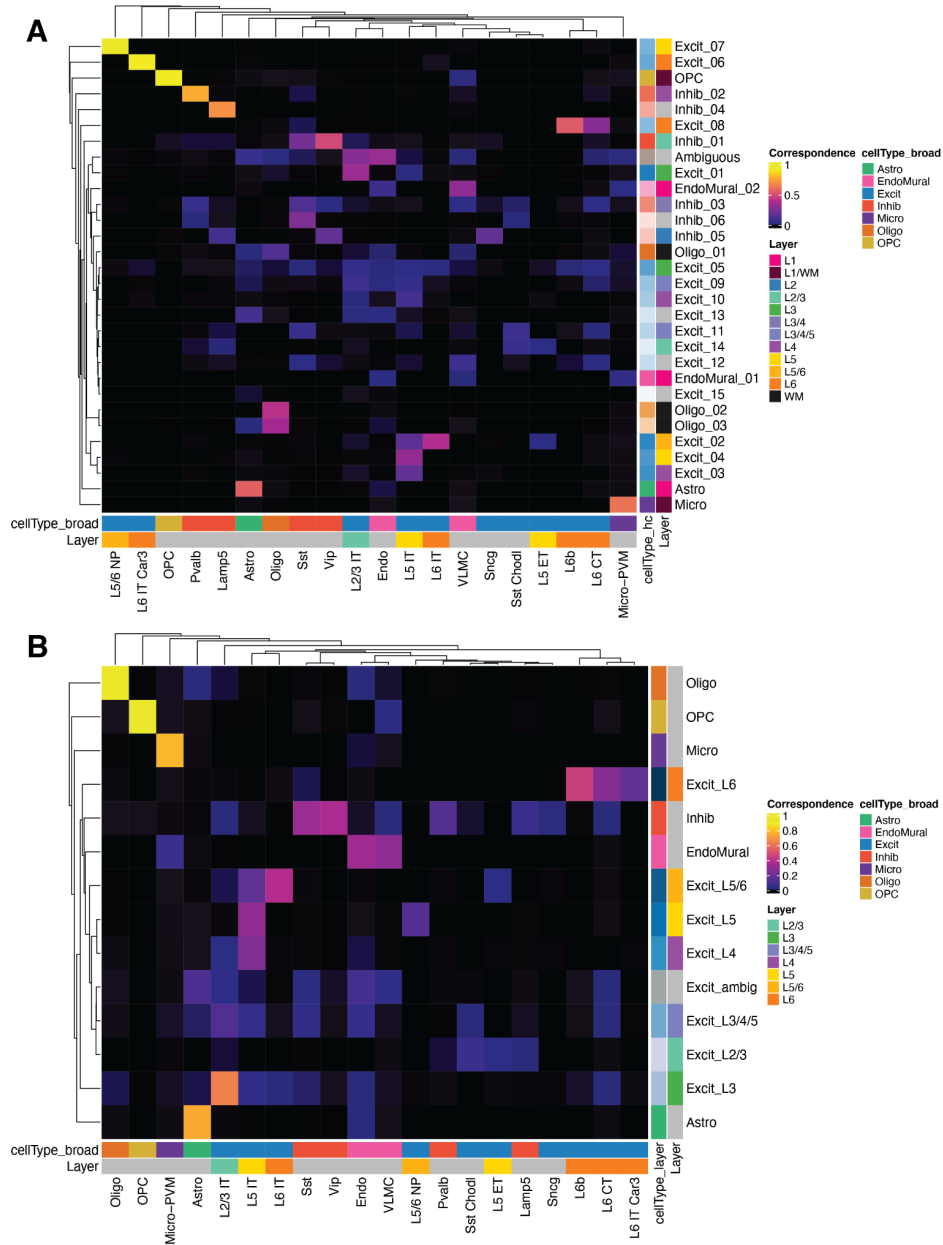 A
Excit_07
Excit_06
OPC
Inhib_02
Inhib_04
Excit_08
Inhib_01
Ambiguous
Excit_01
EndoMural_02
Inhib_03
Inhib_06
Inhib_05
Oligo_01
Excit_05
Excit_09
Excit_10
Excit_13
Excit_11
Excit_14
Excit_12
EndoMural_01
Excit_15
Oligo_02
Oligo_03
Excit_02
Excit_04
Excit_03
Astro
Micro
cellType_broad
Layer
L5/6 NP
L6 IT Car3
OPC
Pvalb
Lamp5
Astro
Oligo
Sst
Vip
L2/3 IT
Endo
L5 IT
L6 IT
VLMC
Sncg
Sst Chodl
L5 ET
L6b
L6 CT
Micro−PVM
cellType_hc
Layer
Correspondence
1
0.5
0
cellType_broad
Astro
EndoMural
Excit
Inhib
Micro
Oligo
OPC
Layer
L1
L1/WM
L2
L2/3
L3
L3/4
L3/4/5
L4
L5
L5/6
L6
WM
B
Oligo
OPC
Micro
Excit_L6
Inhib
EndoMural
Excit_L5/6
Excit_L5
Excit_L4
Excit_ambig
Excit_L3/4/5
Excit_L2/3
Excit_L3
Astro
cellType_broad
Layer
Oligo
OPC
Micro−PVM
Astro
L2/3 IT
L5 IT
L6 IT
Sst
Vip
Endo
VLMC
L5/6 NP
Pvalb
Sst Chodl
L5 ET
Lamp5
Sncg
L6b
L6 CT
L6 IT Car3
cellType_layer
Layer
Correspondence
1
0.8
0.6
0.4
0.2
0
cellType_broad
Astro
EndoMural
Excit
Inhib
Micro
Oligo
OPC
Layer
L2/3
L3
L3/4/5
L4
L5
L5/6
L6